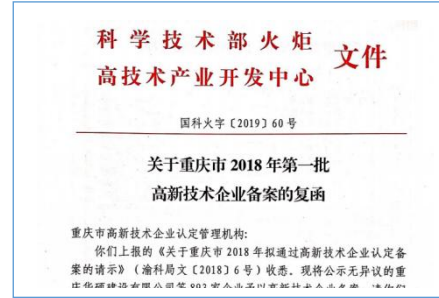 科学技术部火炬
高技术产业开发中心 文件
国科火字〔2019〕60号
关于重庆市2018年第一批
高新技术企业备案的复函
重庆市高新技术企业认定管理机构:
你们上报的《关于重庆市2018年拟通过高新技术企业认定备
案的请示》(渝科局文〔2018〕6号)收悉。现将公示无异议的重